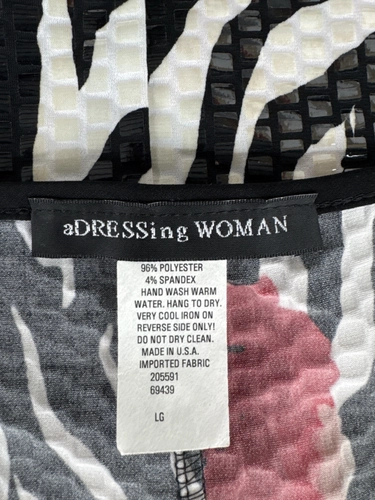 aDRESSing WOMAN
96% POLYESTER
4% SPANDEX
HAND WASH WARM
WATER. HANG TO DRY.
VERY COOL IRON ON
REVERSE SIDE ONLY!
DO NOT DRY CLEAN.
MADE IN U.S.A.
IMPORTED FABRIC
205591
69439
LG